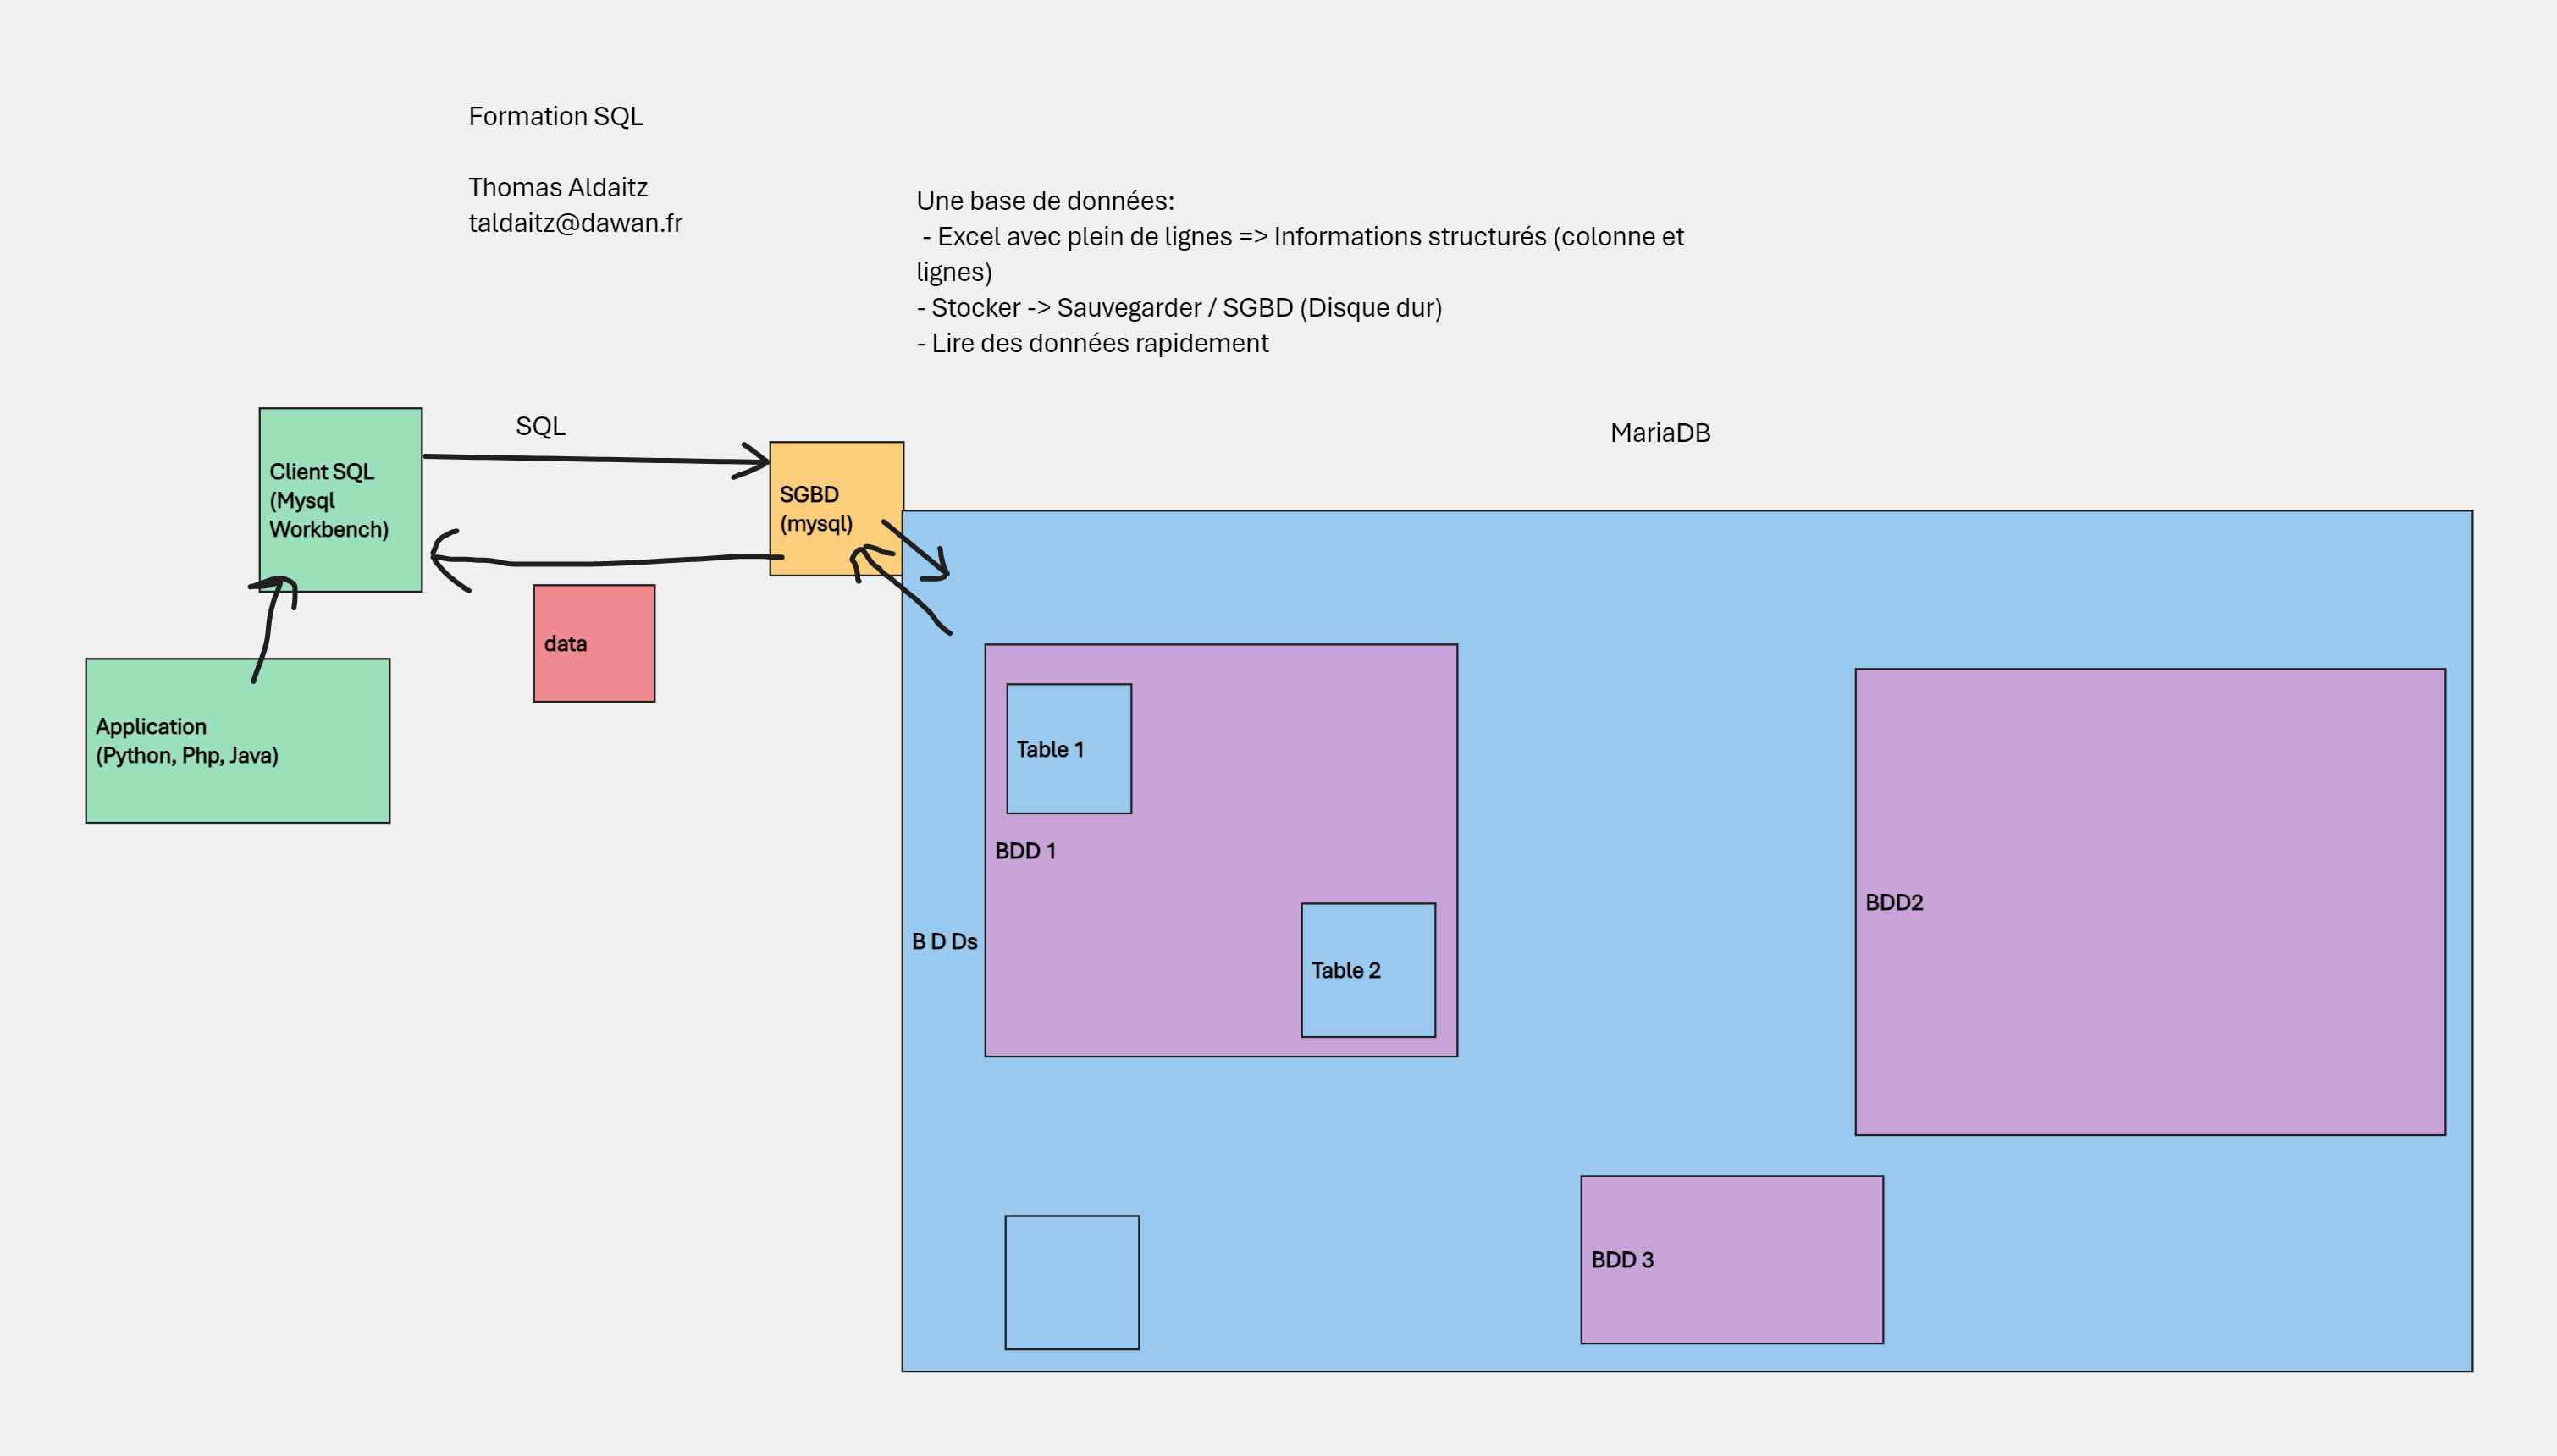 Formation SQL
Thomas Aldaitz
taldaitz@dawan.fr
Une base de données:
- Excel avec plein de lignes => Informations structurés (colonne et
lignes)
- Stocker -> Sauvegarder / SGBD (Disque dur)
- Lire des données rapidement
SQL
MariaDB
Client SQL
(Mysql
Workbench)
SGBD
(mysql)
data
Application
(Python, Php, Java)
Table 1
BDD 1
B D Ds
Table 2
BDD2
BDD 3